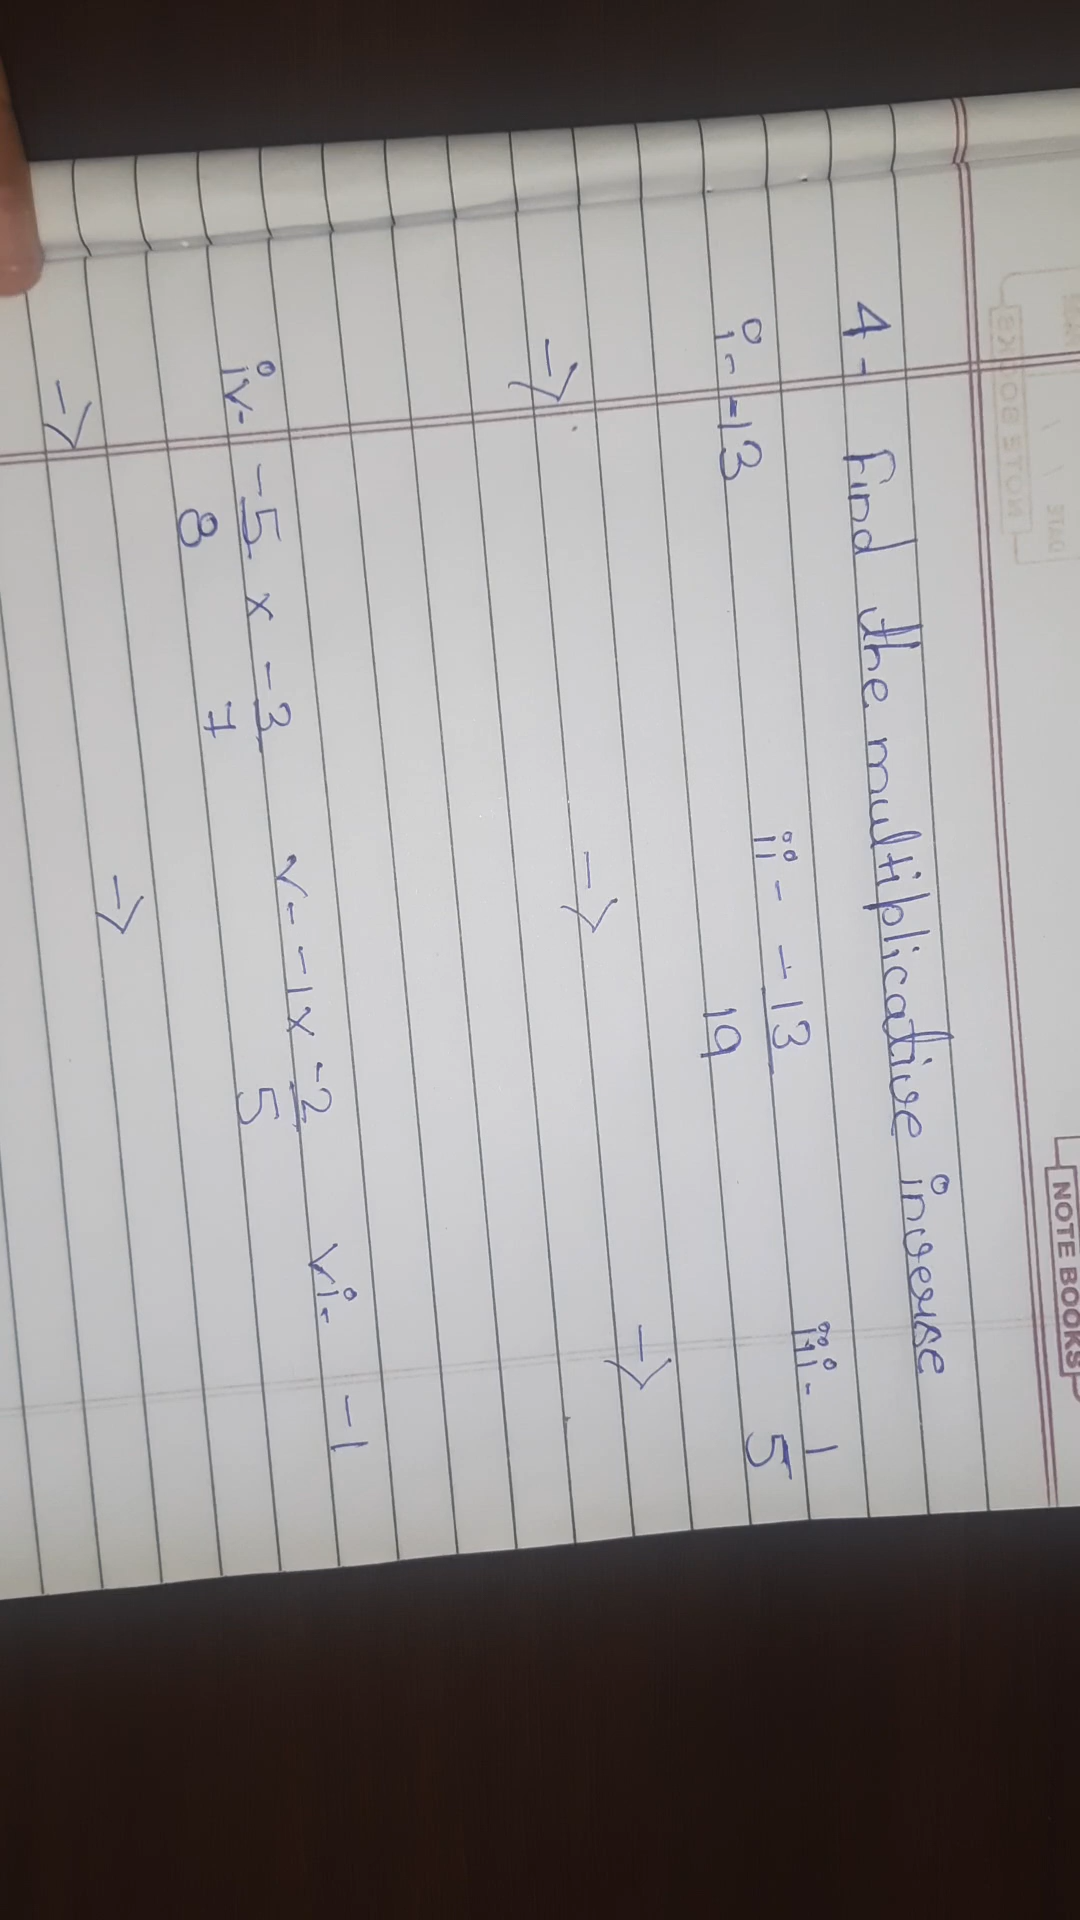 NOTE BOOKS
4- Find the multiplicative inverse
i- -13 ii- -13 iii- 1
19 5
→ → →
iv- -5 x -3 v- -1 x -2 vi- -1
8 7 5
→ →